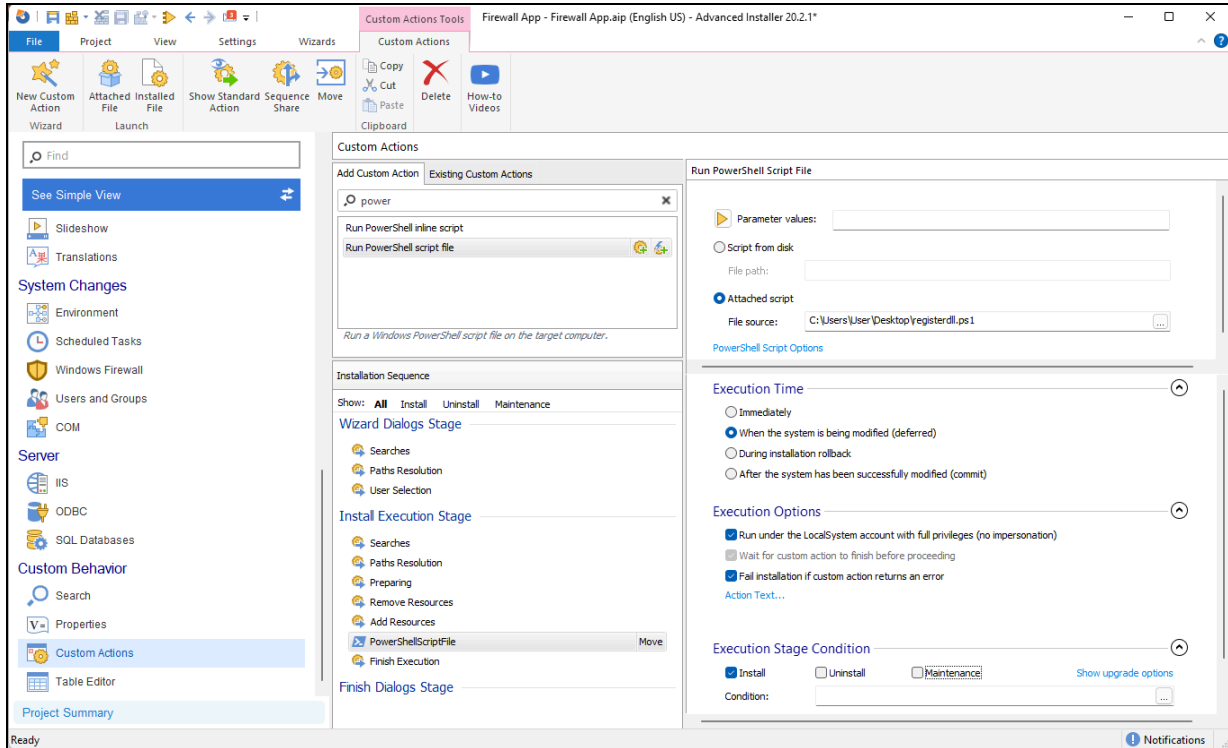 Custom Actions Tools
Firewall App - Firewall App.aip (English US) - Advanced Installer 20.2.1*
File Project View Settings Wizards Custom Actions
New Custom Action
Attached File
Installed File
Show Standard Action
Sequence Share
Move
Copy
Cut
Paste
Delete
How-to Videos
Wizard Launch Clipboard
Find
See Simple View
Slideshow
Translations
System Changes
Environment
Scheduled Tasks
Windows Firewall
Users and Groups
COM
Server
IIS
ODBC
SQL Databases
Custom Behavior
Search
Properties
Custom Actions
Table Editor
Project Summary
Custom Actions
Add Custom Action Existing Custom Actions
power
Run PowerShell inline script
Run PowerShell script file
Run a Windows PowerShell script file on the target computer.
Installation Sequence
Show: All Install Uninstall Maintenance
Wizard Dialogs Stage
Searches
Paths Resolution
User Selection
Install Execution Stage
Searches
Paths Resolution
Preparing
Remove Resources
Add Resources
PowerShellScriptFile Move
Finish Execution
Finish Dialogs Stage
Run PowerShell Script File
Parameter values:
Script from disk
File path:
Attached script
File source: C:\Users\User\Desktop\registerdll.ps1
PowerShell Script Options
Execution Time
Immediately
When the system is being modified (deferred)
During installation rollback
After the system has been successfully modified (commit)
Execution Options
Run under the LocalSystem account with full privileges (no impersonation)
Wait for custom action to finish before proceeding
Fail installation if custom action returns an error
Action Text...
Execution Stage Condition
Install Uninstall Maintenance Show upgrade options
Condition:
Ready
Notifications